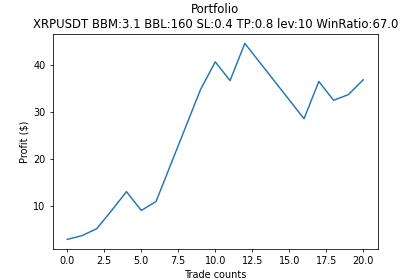 Portfolio
XRPUSDT BBM:3.1 BBL:160 SL:0.4 TP:0.8 lev:10 WinRatio:67.0
40
30
20
10
Profit ($)
0.0 2.5 5.0 7.5 10.0 12.5 15.0 17.5 20.0
Trade counts